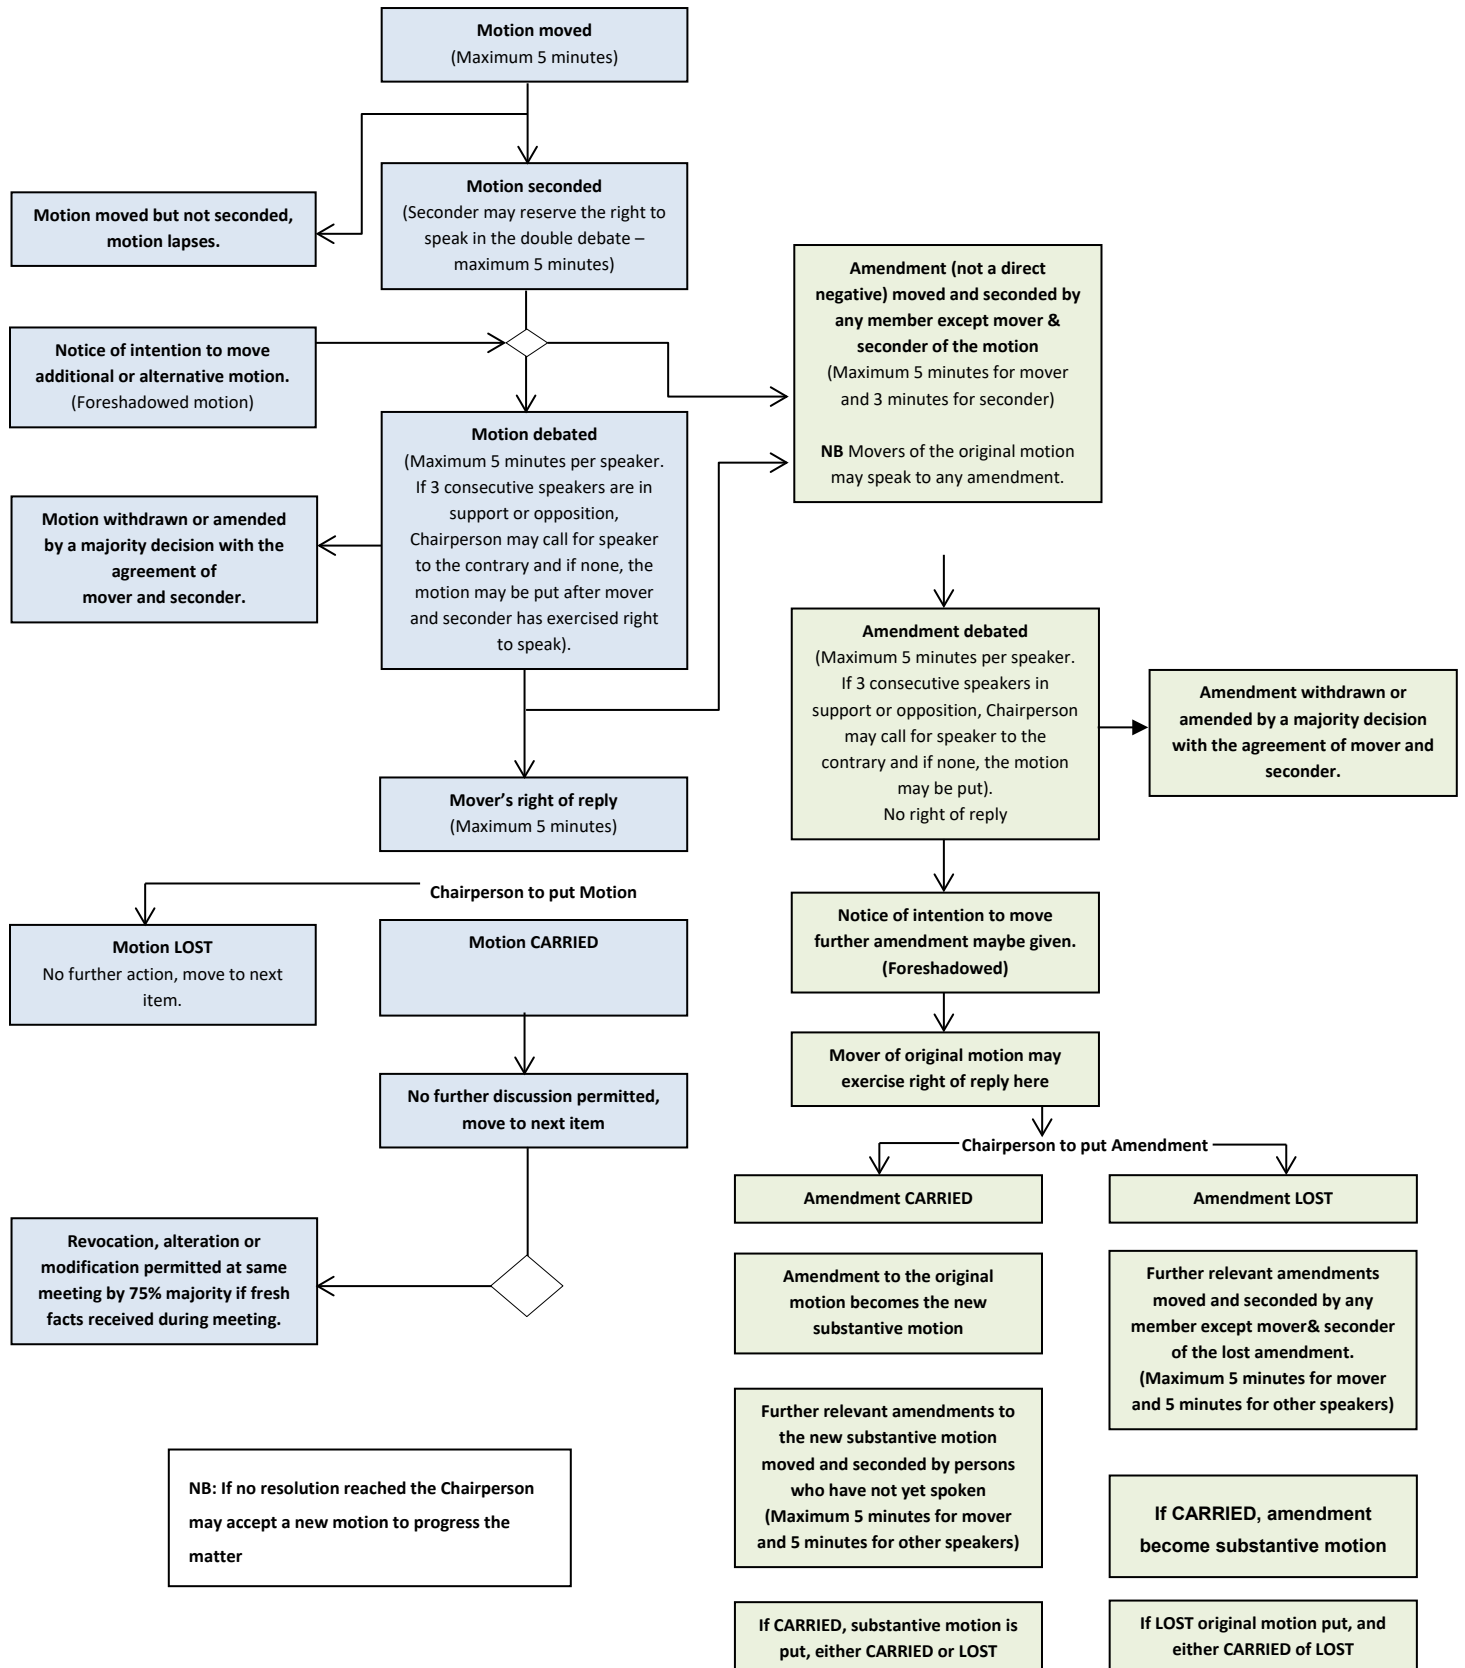 Motion moved
(Maximum 5 minutes)
Motion moved but not seconded,
motion lapses.
Motion seconded
(Seconder may reserve the right to
speak in the double debate –
maximum 5 minutes)
Notice of intention to move
additional or alternative motion.
(Foreshadowed motion)
Motion debated
(Maximum 5 minutes per speaker.
If 3 consecutive speakers are in
support or opposition,
Chairperson may call for speaker
to the contrary and if none, the
motion may be put after mover
and seconder has exercised right
to speak).
Motion withdrawn or amended
by a majority decision with the
agreement of
mover and seconder.
Mover’s right of reply
(Maximum 5 minutes)
Chairperson to put Motion
Motion LOST
No further action, move to next
item.
Motion CARRIED
No further discussion permitted,
move to next item
Revocation, alteration or
modification permitted at same
meeting by 75% majority if fresh
facts received during meeting.
NB: If no resolution reached the Chairperson
may accept a new motion to progress the
matter
Amendment (not a direct
negative) moved and seconded by
any member except mover &
seconder of the motion
(Maximum 5 minutes for mover
and 3 minutes for seconder)
NB Movers of the original motion
may speak to any amendment.
Amendment debated
(Maximum 5 minutes per speaker.
If 3 consecutive speakers in
support or opposition, Chairperson
may call for speaker to the
contrary and if none, the motion
may be put).
No right of reply
Amendment withdrawn or
amended by a majority decision
with the agreement of mover and
seconder.
Notice of intention to move
further amendment maybe given.
(Foreshadowed)
Mover of original motion may
exercise right of reply here
Chairperson to put Amendment
Amendment CARRIED
Amendment to the original
motion becomes the new
substantive motion
Further relevant amendments to
the new substantive motion
moved and seconded by persons
who have not yet spoken
(Maximum 5 minutes for mover
and 5 minutes for other speakers)
If CARRIED, substantive motion is
put, either CARRIED or LOST
Amendment LOST
Further relevant amendments
moved and seconded by any
member except mover& seconder
of the lost amendment.
(Maximum 5 minutes for mover
and 5 minutes for other speakers)
If CARRIED, amendment
become substantive motion
If LOST original motion put, and
either CARRIED of LOST